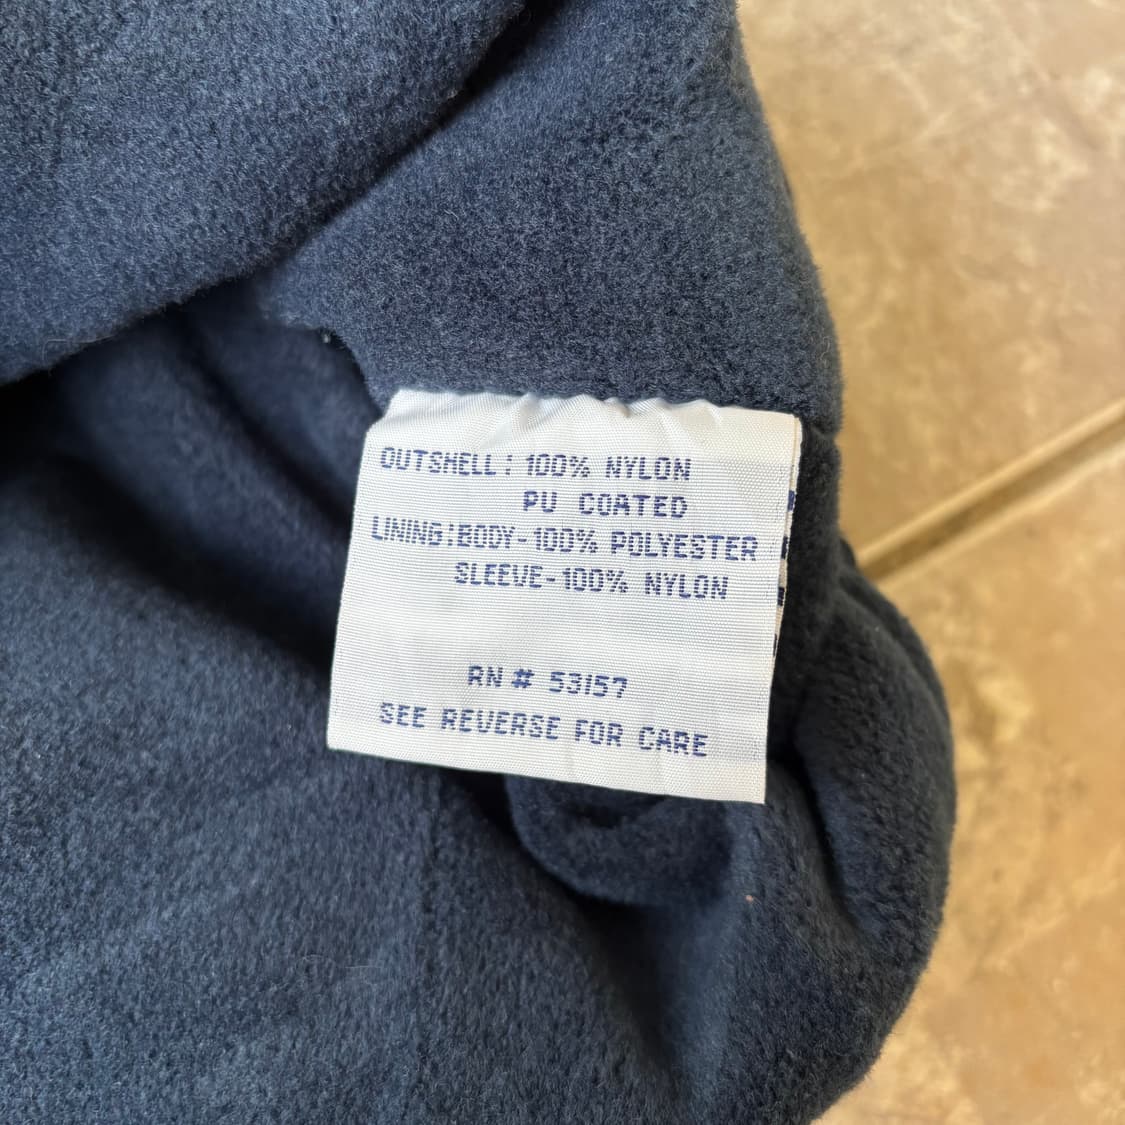 OUTSHELL: 100% NYLON
PU COATED
LINING:BODY-100% POLYESTER
SLEEVE-100% NYLON
RN # 53157
SEE REVERSE FOR CARE